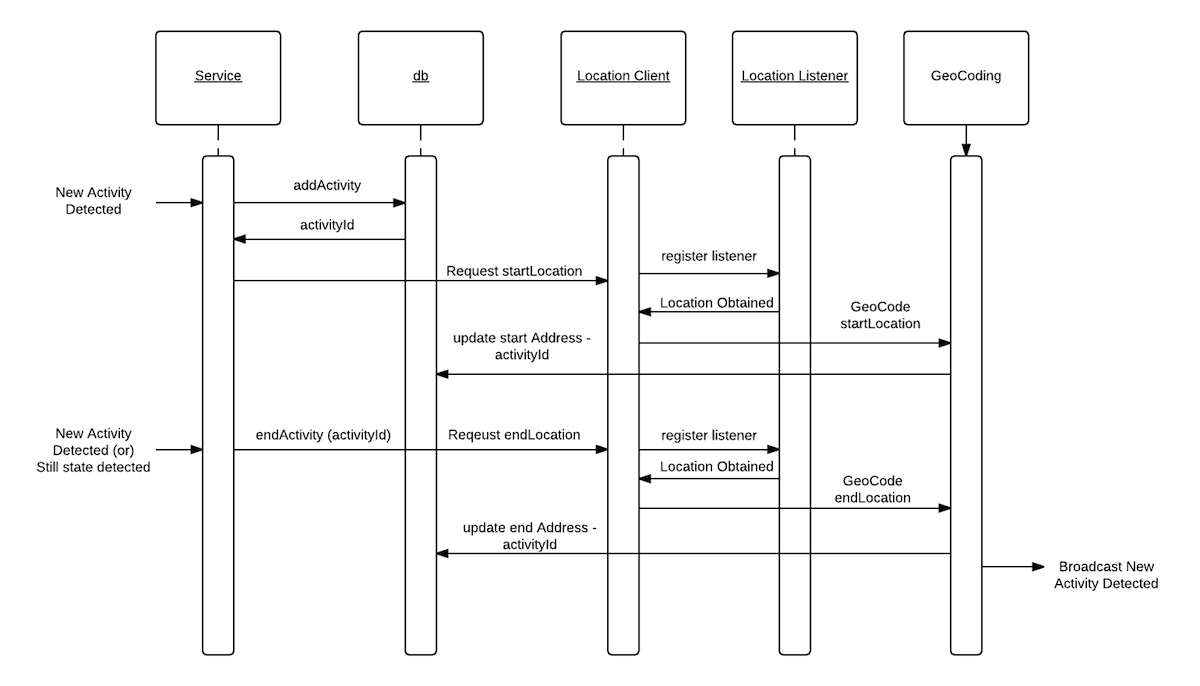 Service
db
Location Client
Location Listener
GeoCoding
New Activity
Detected
addActivity
activityId
Request startLocation
register listener
Location Obtained
GeoCode
startLocation
update start Address -
activityId
New Activity
Detected (or)
Still state detected
endActivity (activityId)
Reqeust endLocation
register listener
Location Obtained
GeoCode
endLocation
update end Address -
activityId
Broadcast New
Activity Detected